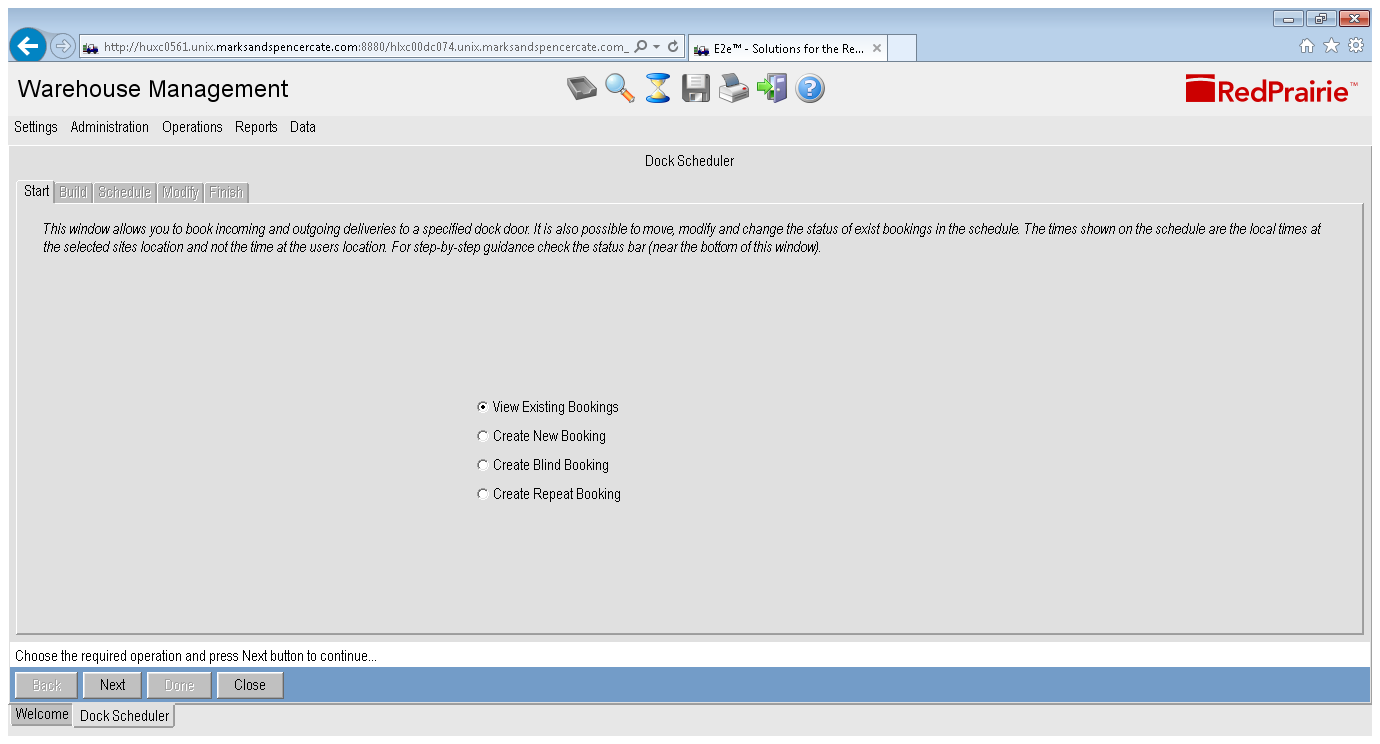 http://huxc0561.unix.marksandspencercate.com:8880/hlxc00dc074.unix.marksandspencercate.com_
E2e™ - Solutions for the Re...
Warehouse Management
RedPrairie™
Settings Administration Operations Reports Data
Dock Scheduler
Start Build Schedule Modify Finish
This window allows you to book incoming and outgoing deliveries to a specified dock door. It is also possible to move, modify and change the status of exist bookings in the schedule. The times shown on the schedule are the local times at
the selected sites location and not the time at the users location. For step-by-step guidance check the status bar (near the bottom of this window).
View Existing Bookings
Create New Booking
Create Blind Booking
Create Repeat Booking
Choose the required operation and press Next button to continue...
Back Next Done Close
Welcome Dock Scheduler